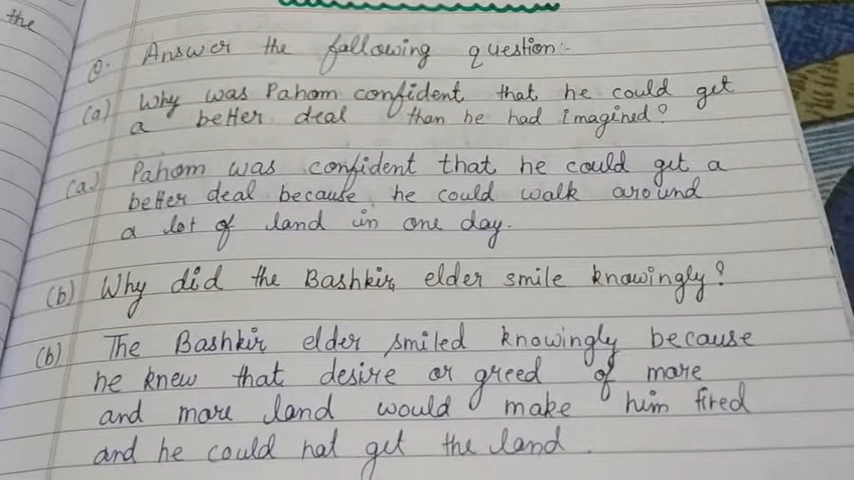 the
Q. Answer the following question:-
(a) Why was Pahom confident that he could get
a better deal than he had imagined?
(a) Pahom was confident that he could get a
better deal because he could walk around
a lot of land in one day.
(b) Why did the Bashkir elder smile knowingly?
(b) The Bashkir elder smiled knowingly because
he knew that desire or greed of more
and more land would make him tired
and he could not get the land.